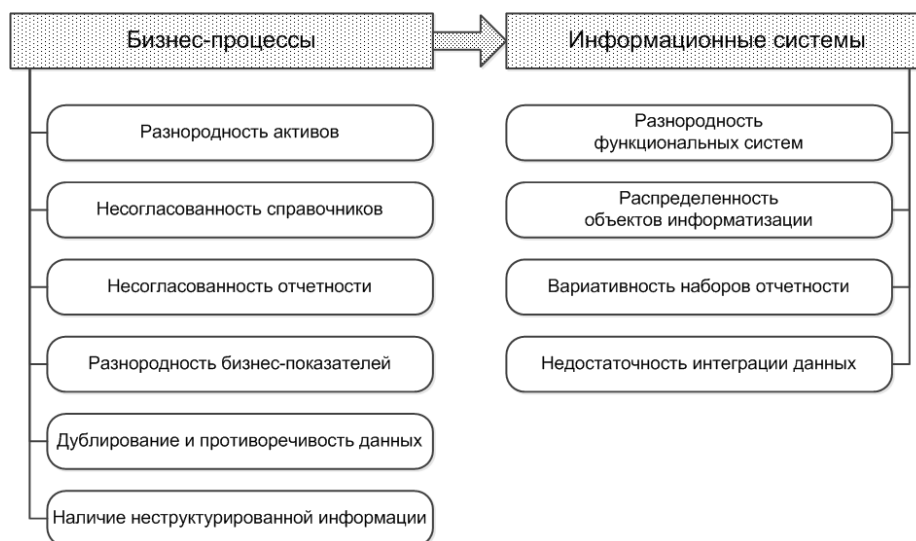 Бизнес-процессы
Разнородность активов
Несогласованность справочников
Несогласованность отчетности
Разнородность бизнес-показателей
Дублирование и противоречивость данных
Наличие неструктурированной информации
Информационные системы
Разнородность
функциональных систем
Распределенность
объектов информатизации
Вариативность наборов отчетности
Недостаточность интеграции данных